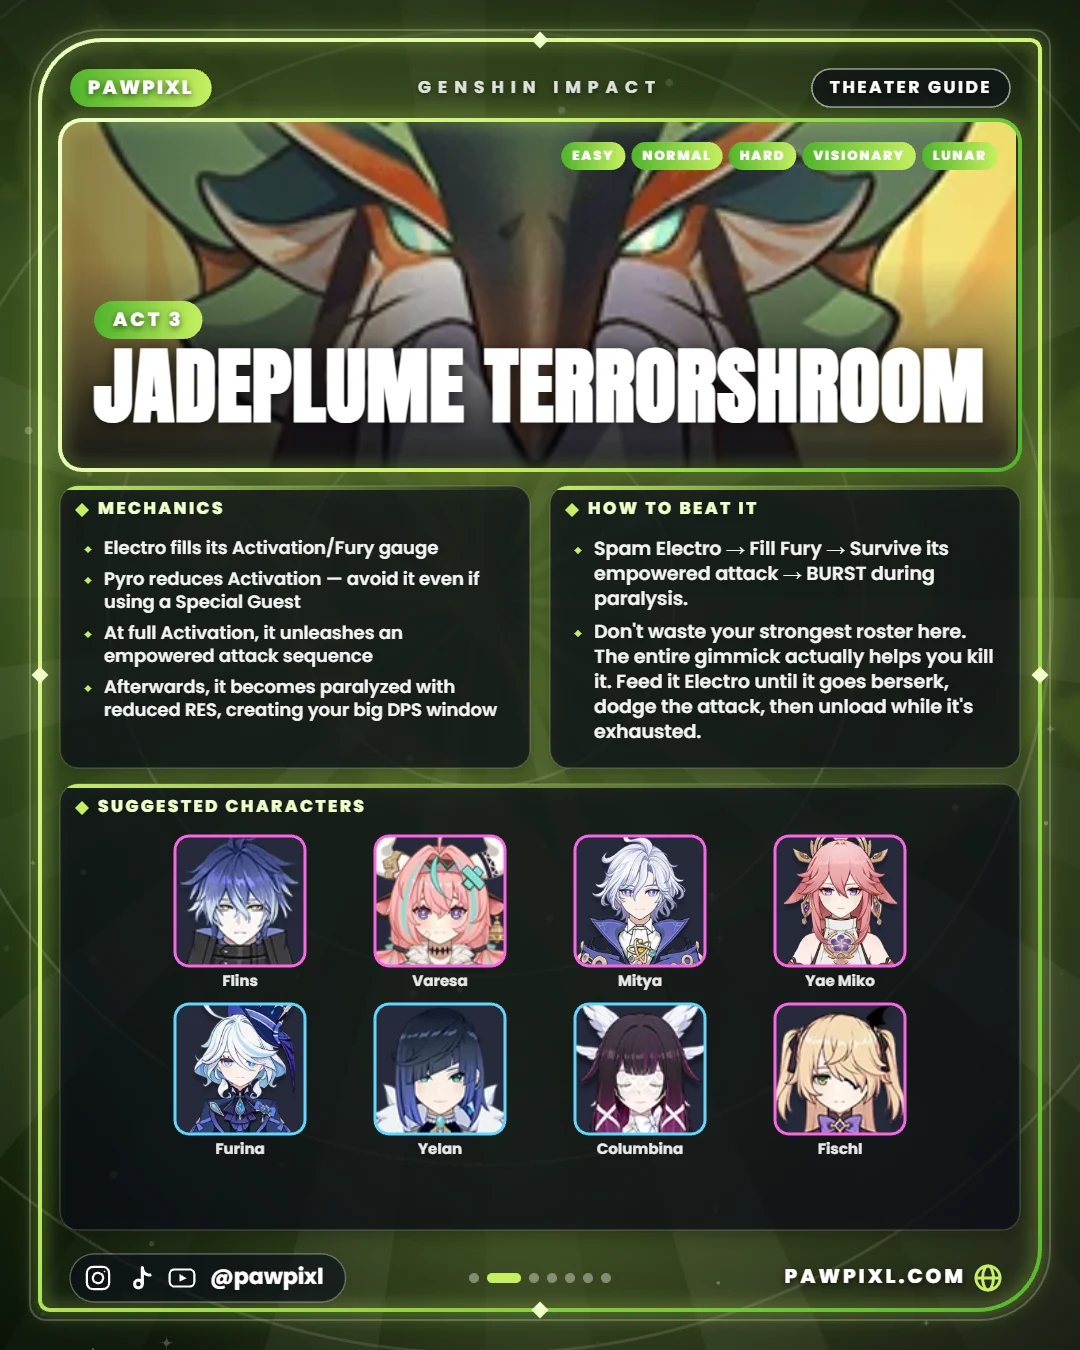 PAWPIXL
GENSHIN IMPACT
THEATER GUIDE
EASY
NORMAL
HARD
VISIONARY
LUNAR
ACT 3
JADEPLUME TERRORSHROOM
MECHANICS
Electro fills its Activation/Fury gauge
Pyro reduces Activation — avoid it even if
using a Special Guest
At full Activation, it unleashes an
empowered attack sequence
Afterwards, it becomes paralyzed with
reduced RES, creating your big DPS window
HOW TO BEAT IT
Spam Electro → Fill Fury → Survive its
empowered attack → BURST during
paralysis.
Don't waste your strongest roster here.
The entire gimmick actually helps you kill
it. Feed it Electro until it goes berserk,
dodge the attack, then unload while it's
exhausted.
SUGGESTED CHARACTERS
Flins
Varesa
Mitya
Yae Miko
Furina
Yelan
Columbina
Fischl
@pawpixl
PAWPIXL.COM